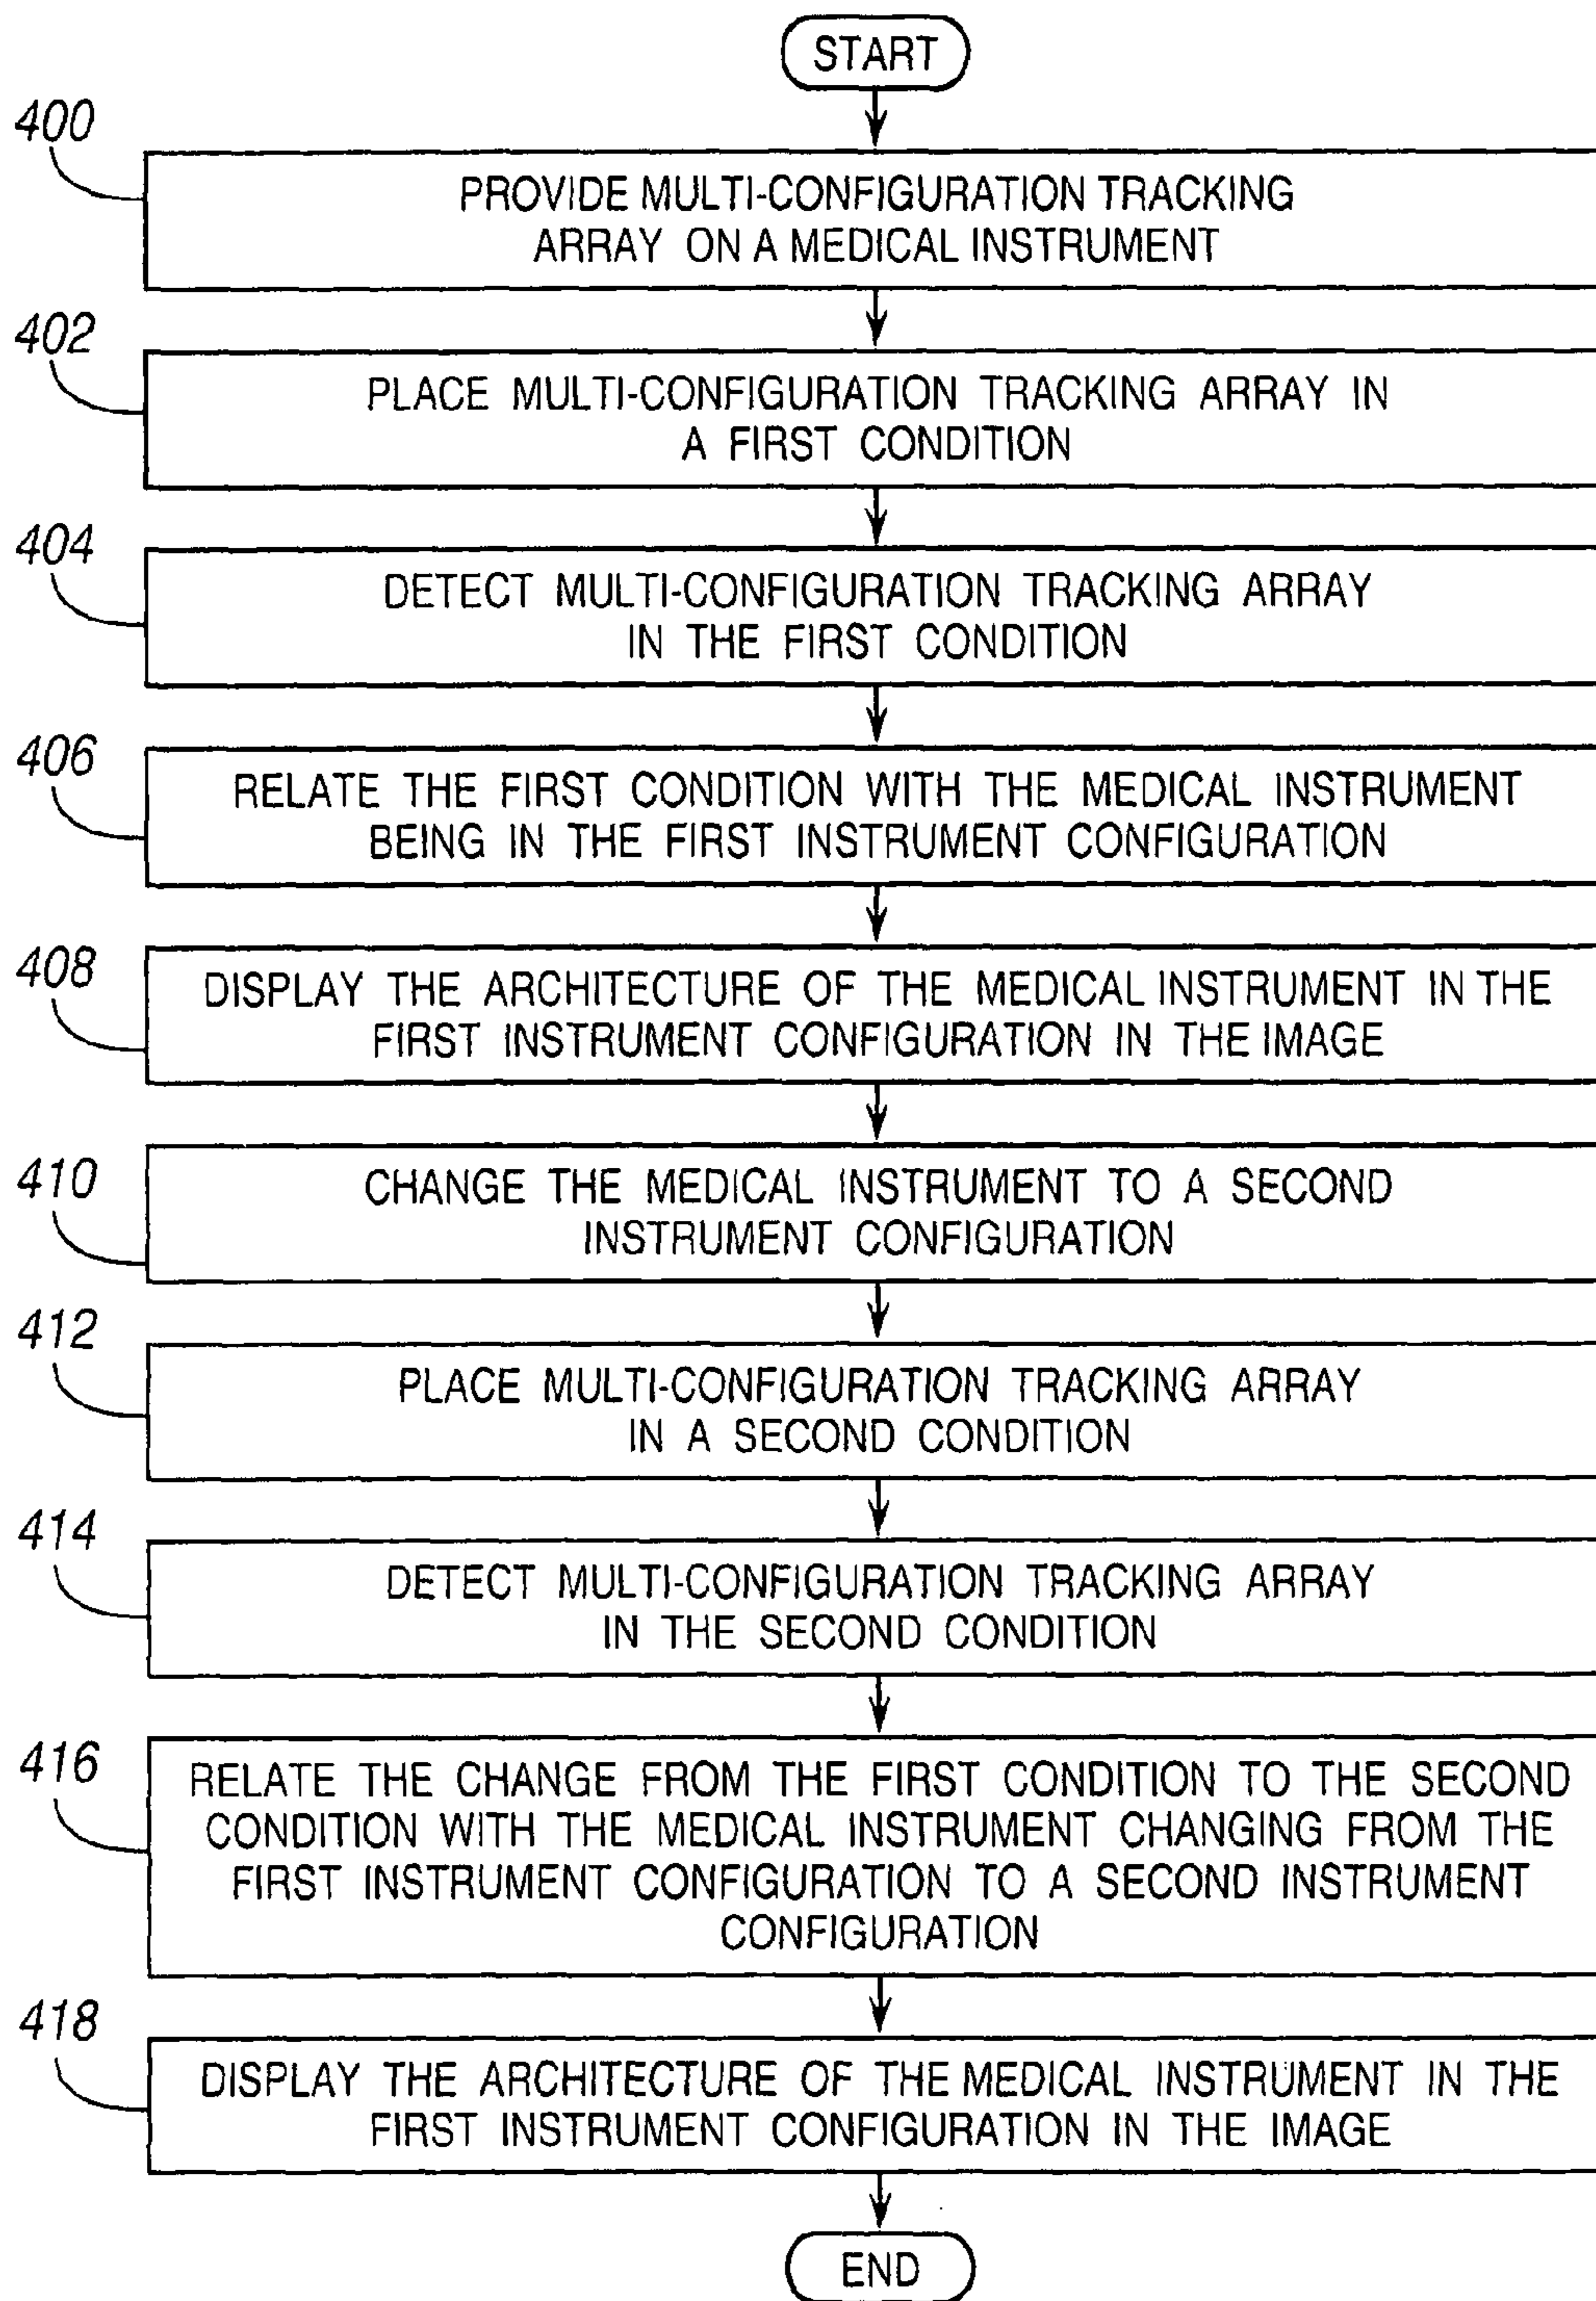 START
400
PROVIDE MULTI-CONFIGURATION TRACKING
ARRAY ON A MEDICAL INSTRUMENT
402
PLACE MULTI-CONFIGURATION TRACKING ARRAY IN
A FIRST CONDITION
404
DETECT MULTI-CONFIGURATION TRACKING ARRAY
IN THE FIRST CONDITION
406
RELATE THE FIRST CONDITION WITH THE MEDICAL INSTRUMENT
BEING IN THE FIRST INSTRUMENT CONFIGURATION
408
DISPLAY THE ARCHITECTURE OF THE MEDICAL INSTRUMENT IN THE
FIRST INSTRUMENT CONFIGURATION IN THE IMAGE
410
CHANGE THE MEDICAL INSTRUMENT TO A SECOND
INSTRUMENT CONFIGURATION
412
PLACE MULTI-CONFIGURATION TRACKING ARRAY
IN A SECOND CONDITION
414
DETECT MULTI-CONFIGURATION TRACKING ARRAY
IN THE SECOND CONDITION
416
RELATE THE CHANGE FROM THE FIRST CONDITION TO THE SECOND
CONDITION WITH THE MEDICAL INSTRUMENT CHANGING FROM THE
FIRST INSTRUMENT CONFIGURATION TO A SECOND INSTRUMENT
CONFIGURATION
418
DISPLAY THE ARCHITECTURE OF THE MEDICAL INSTRUMENT IN THE
FIRST INSTRUMENT CONFIGURATION IN THE IMAGE
END